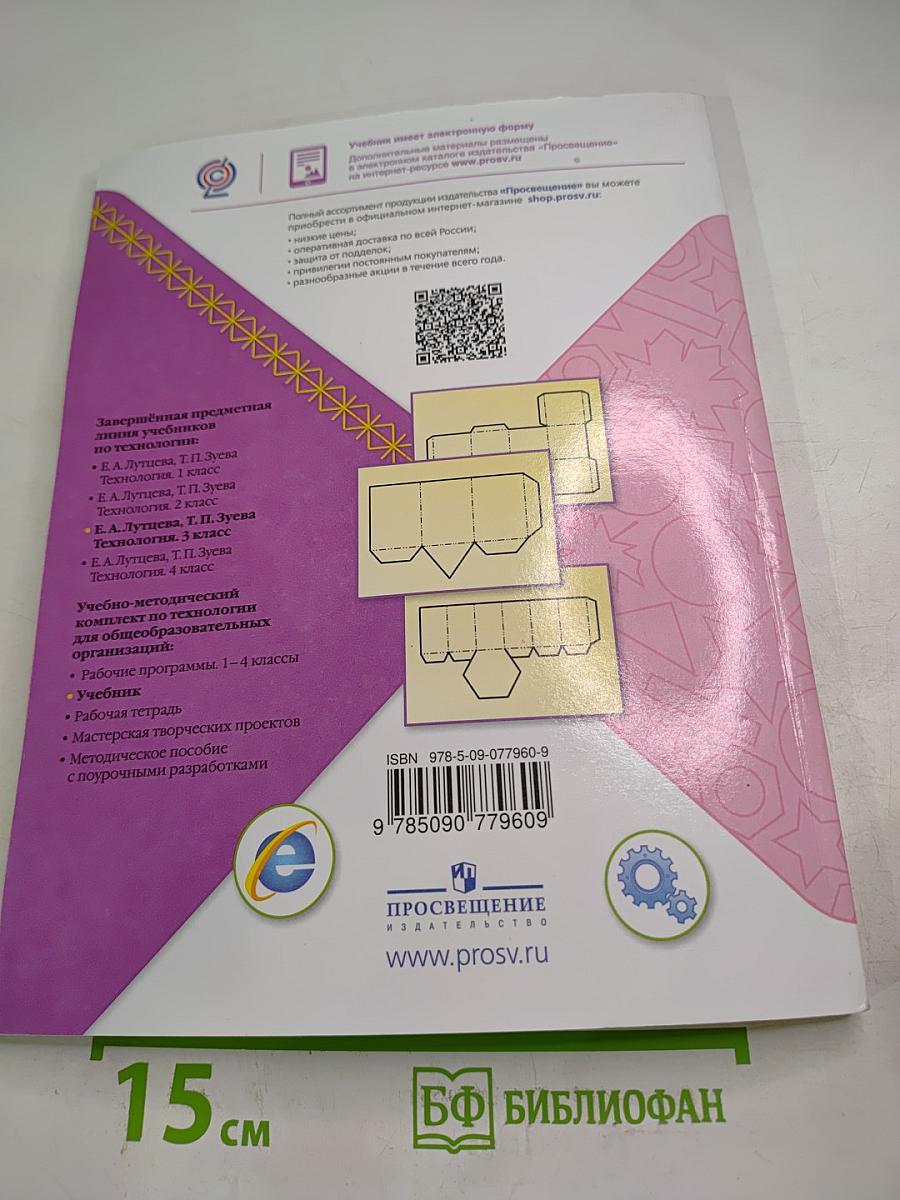 Учебник имеет электронную форму
Дополнительные материалы размещены
в электронном каталоге издательства «Просвещение»
на интернет-ресурсе www.prosv.ru
Полный ассортимент продукции издательства «Просвещение» вы можете
приобрести в официальном интернет-магазине shop.prosv.ru:
• низкие цены;
• оперативная доставка по всей России;
• защита от подделок;
• привилегии постоянным покупателям;
• разнообразные акции в течение всего года.
Завершённая предметная
линия учебников
по технологии:
• Е. А. Лутцева, Т. П. Зуева
Технология. 1 класс
• Е. А. Лутцева, Т. П. Зуева
Технология. 2 класс
• Е. А. Лутцева, Т. П. Зуева
Технология. 3 класс
• Е. А. Лутцева, Т. П. Зуева
Технология. 4 класс
Учебно-методический
комплект по технологии
для общеобразовательных
организаций:
• Рабочие программы. 1–4 классы
• Учебник
• Рабочая тетрадь
• Мастерская творческих проектов
• Методическое пособие
с поурочными разработками
ISBN 978-5-09-077960-9
9 785090 779609
ПРОСВЕЩЕНИЕ
ИЗДАТЕЛЬСТВО
www.prosv.ru
15 см
БФ БИБЛИОФАН